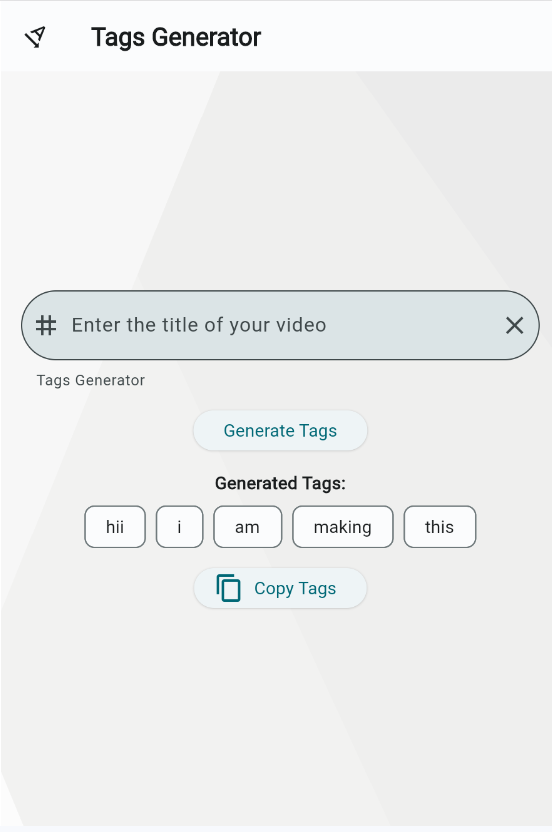 Tags Generator
# Enter the title of your video
Tags Generator
Generate Tags
Generated Tags:
hii i am making this
Copy Tags